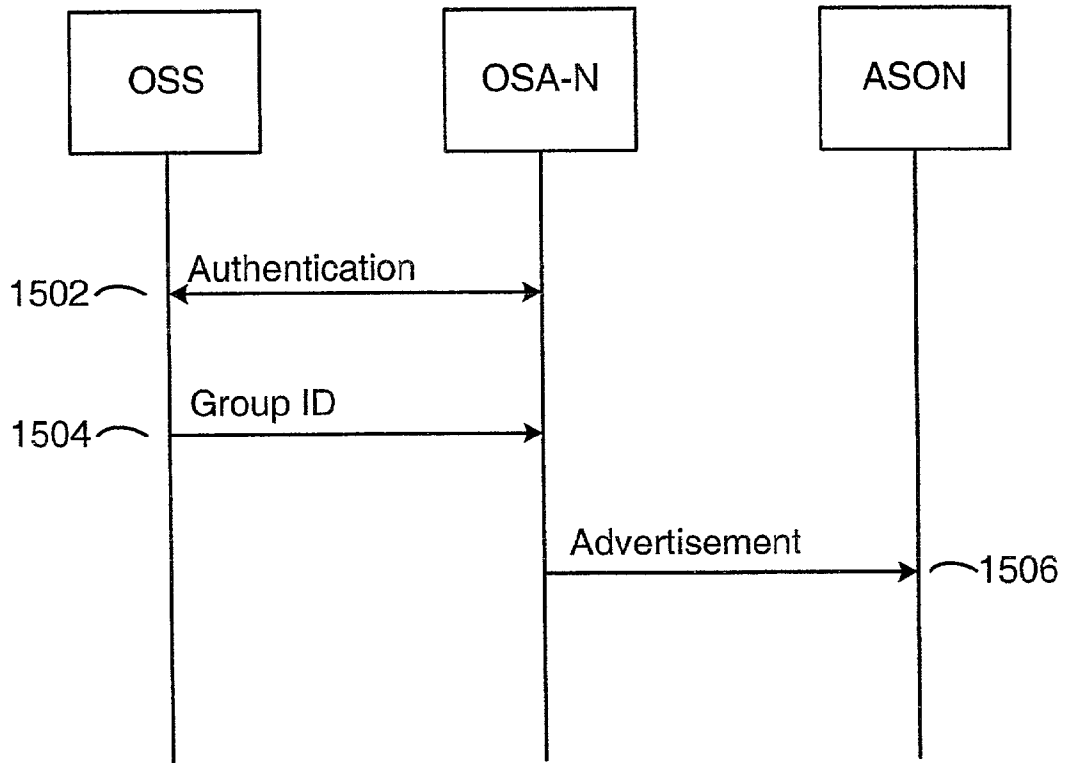 OSS
OSA-N
ASON
Authentication
1502
Group ID
1504
Advertisement
1506